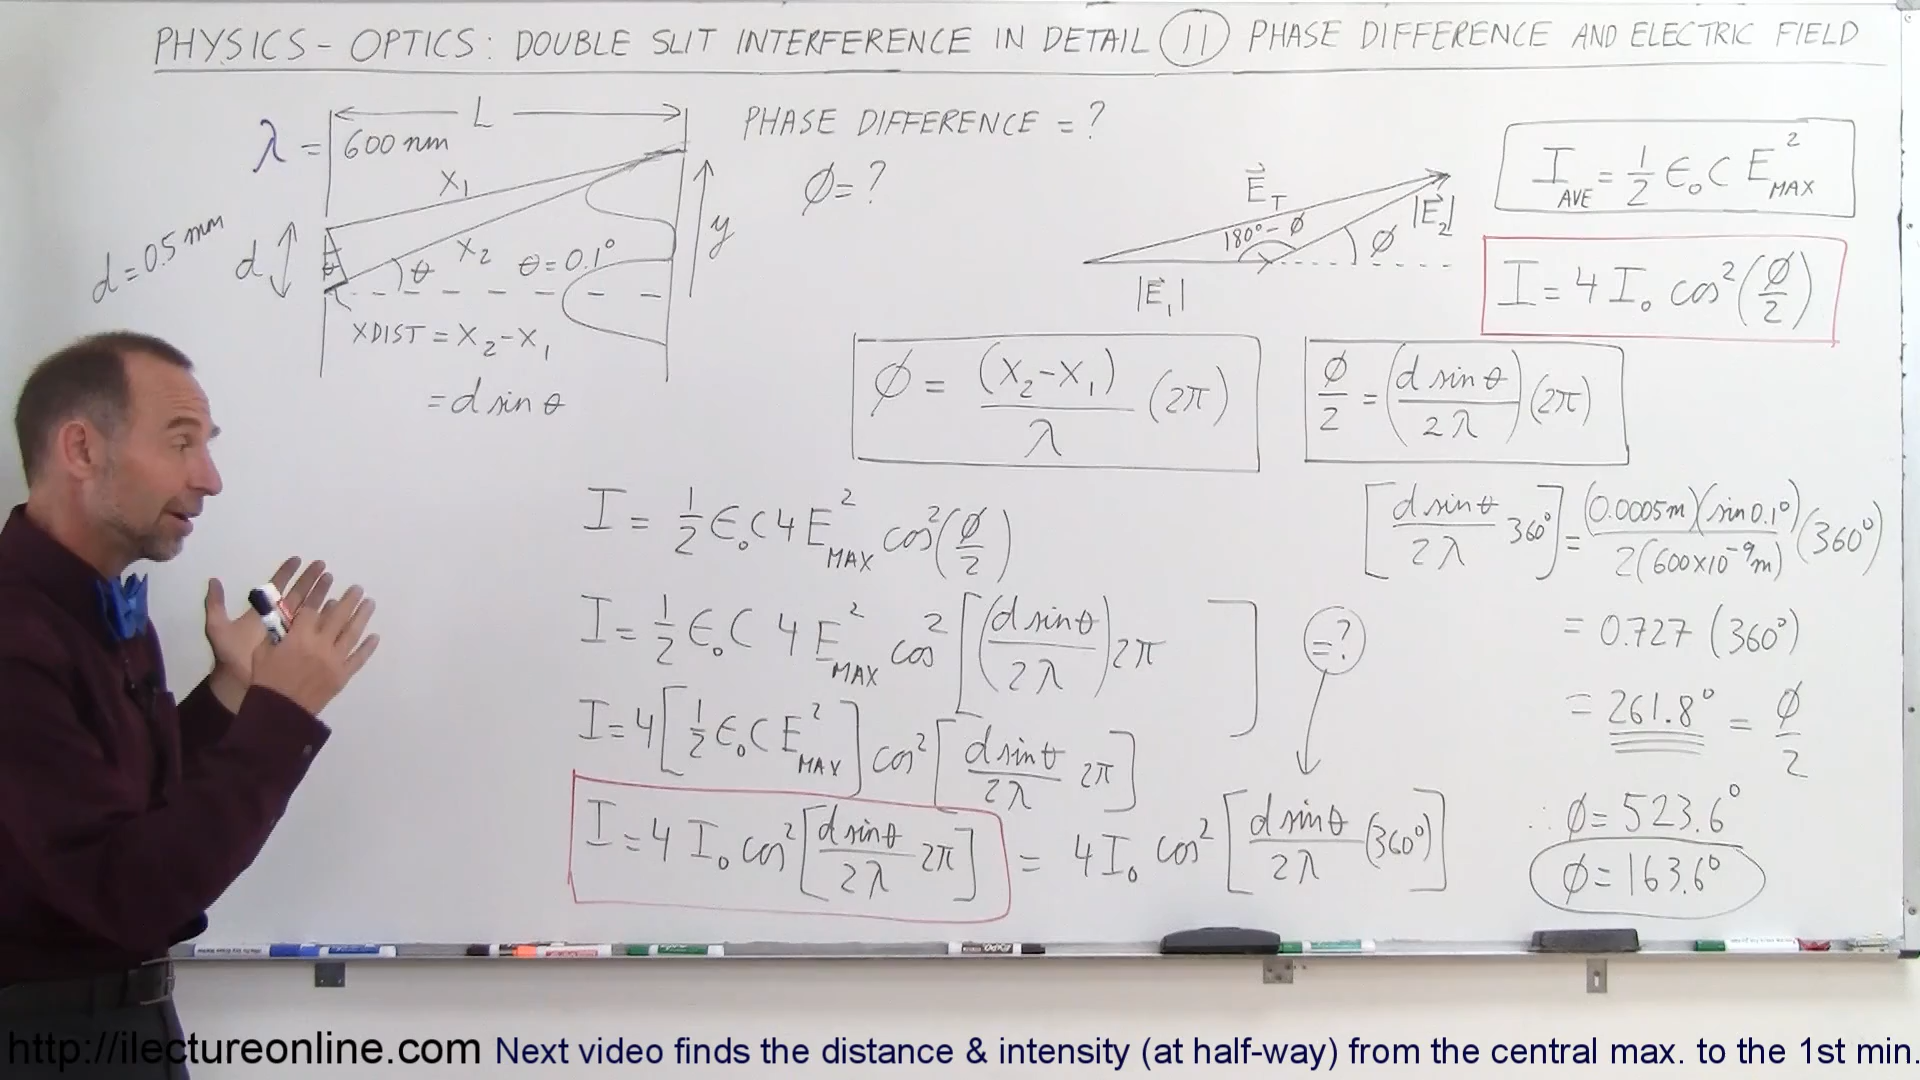 PHYSICS - OPTICS: DOUBLE SLIT INTERFERENCE IN DETAIL (11) PHASE DIFFERENCE AND ELECTRIC FIELD
L
λ = 600 nm
X₁
d = 0.5 mm
d
θ
θ
X₂
θ = 0.1°
y
XDIST = X₂ - X₁
= d sin θ
PHASE DIFFERENCE = ?
ø = ?
E⃗_T
180° - ø
|E⃗₁|
|E⃗₂|
ø
I_AVE = 1/2 ε₀ C E²_MAX
I = 4 I₀ cos² (ø/2)
ø = (X₂ - X₁)/λ (2π)
ø/2 = (d sin θ / 2λ) (2π)
I = 1/2 ε₀ C 4 E²_MAX cos² (ø/2)
I = 1/2 ε₀ C 4 E²_MAX cos² [(d sin θ / 2λ) 2π]
I = 4 [1/2 ε₀ C E²_MAX] cos² [d sin θ / 2λ 2π]
I = 4 I₀ cos² [d sin θ / 2λ 2π] = 4 I₀ cos² [d sin θ / 2λ (360°)]
= ?
[d sin θ / 2λ 360°] = (0.0005 m)(sin 0.1°) / 2(600×10⁻⁹ m) (360°)
= 0.727 (360°)
= 261.8° = ø/2
∴ ø = 523.6°
ø = 163.6°
EXPO
http://ilectureonline.com Next video finds the distance & intensity (at half-way) from the central max. to the 1st min.